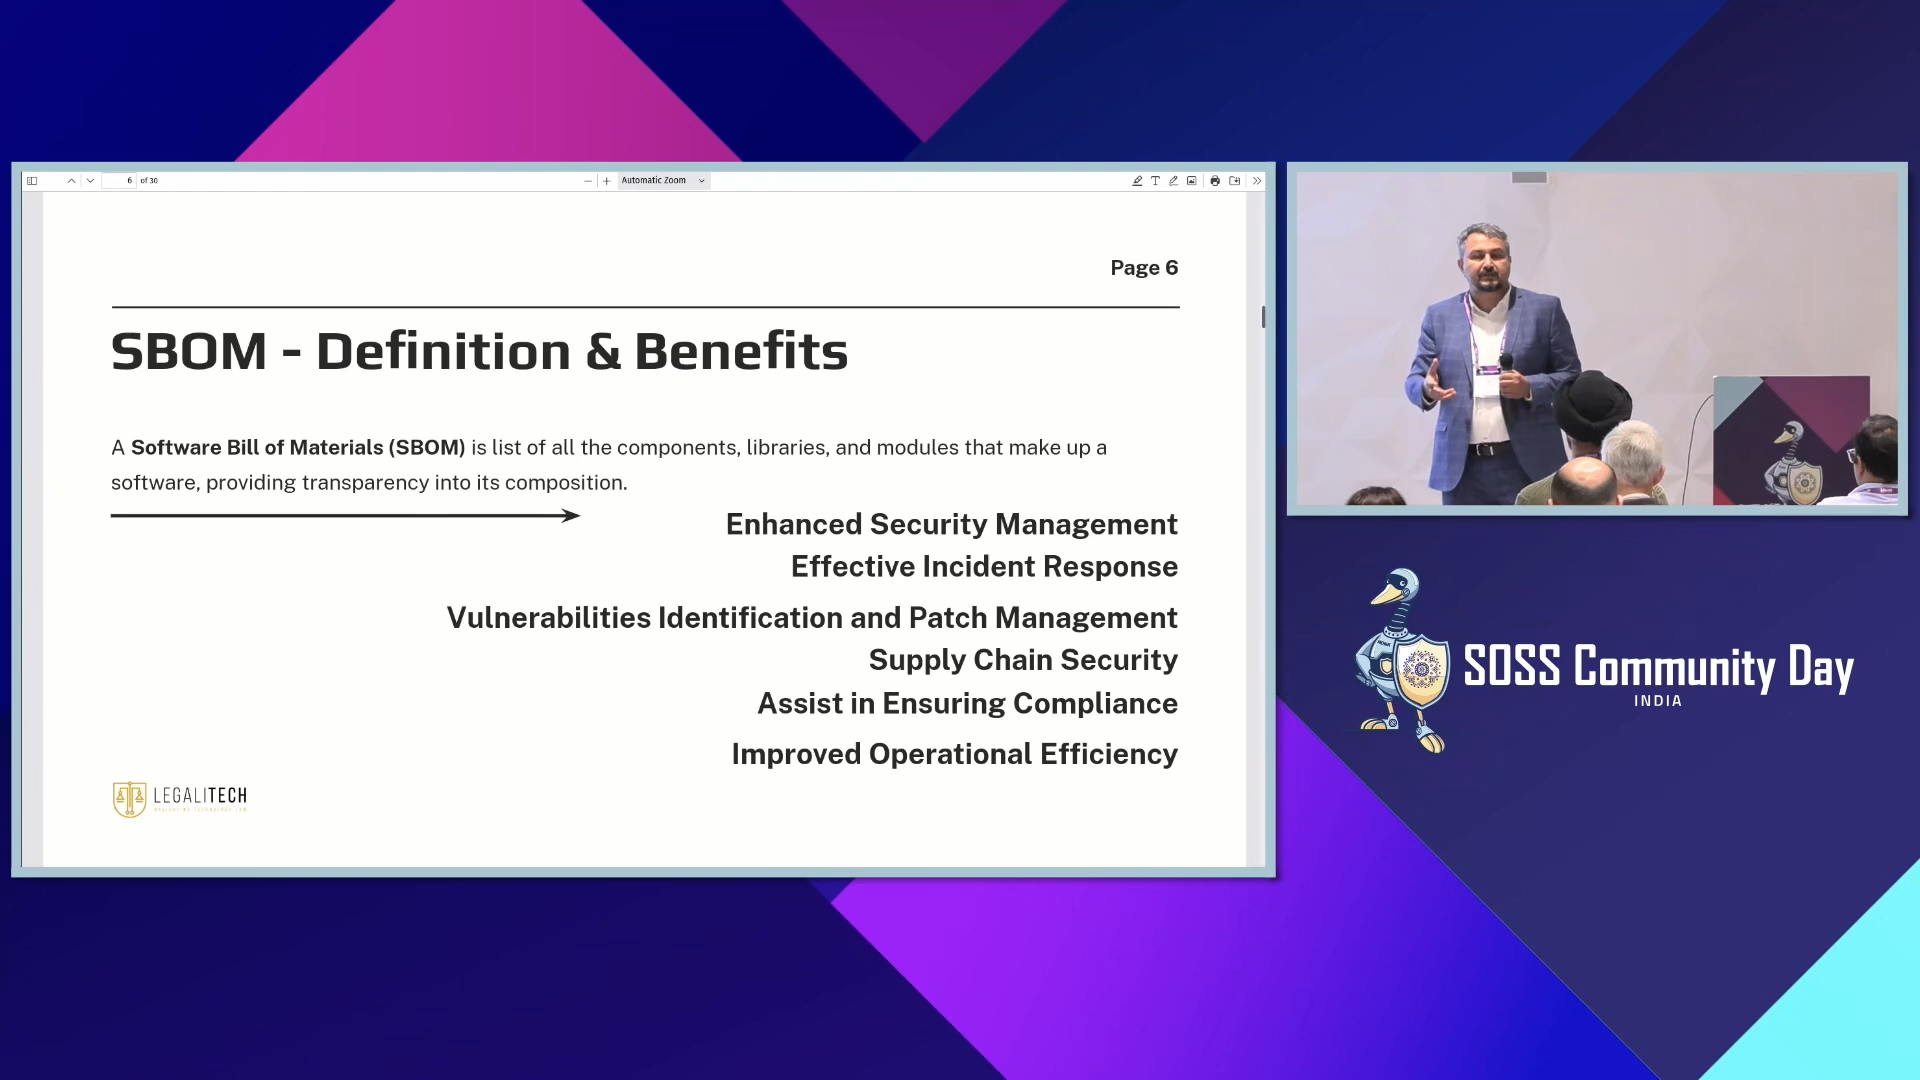 6 of 30
Automatic Zoom
Page 6
SBOM - Definition & Benefits
A Software Bill of Materials (SBOM) is list of all the components, libraries, and modules that make up a
software, providing transparency into its composition.
Enhanced Security Management
Effective Incident Response
Vulnerabilities Identification and Patch Management
Supply Chain Security
Assist in Ensuring Compliance
Improved Operational Efficiency
LEGALITECH
SOSS Community Day
INDIA